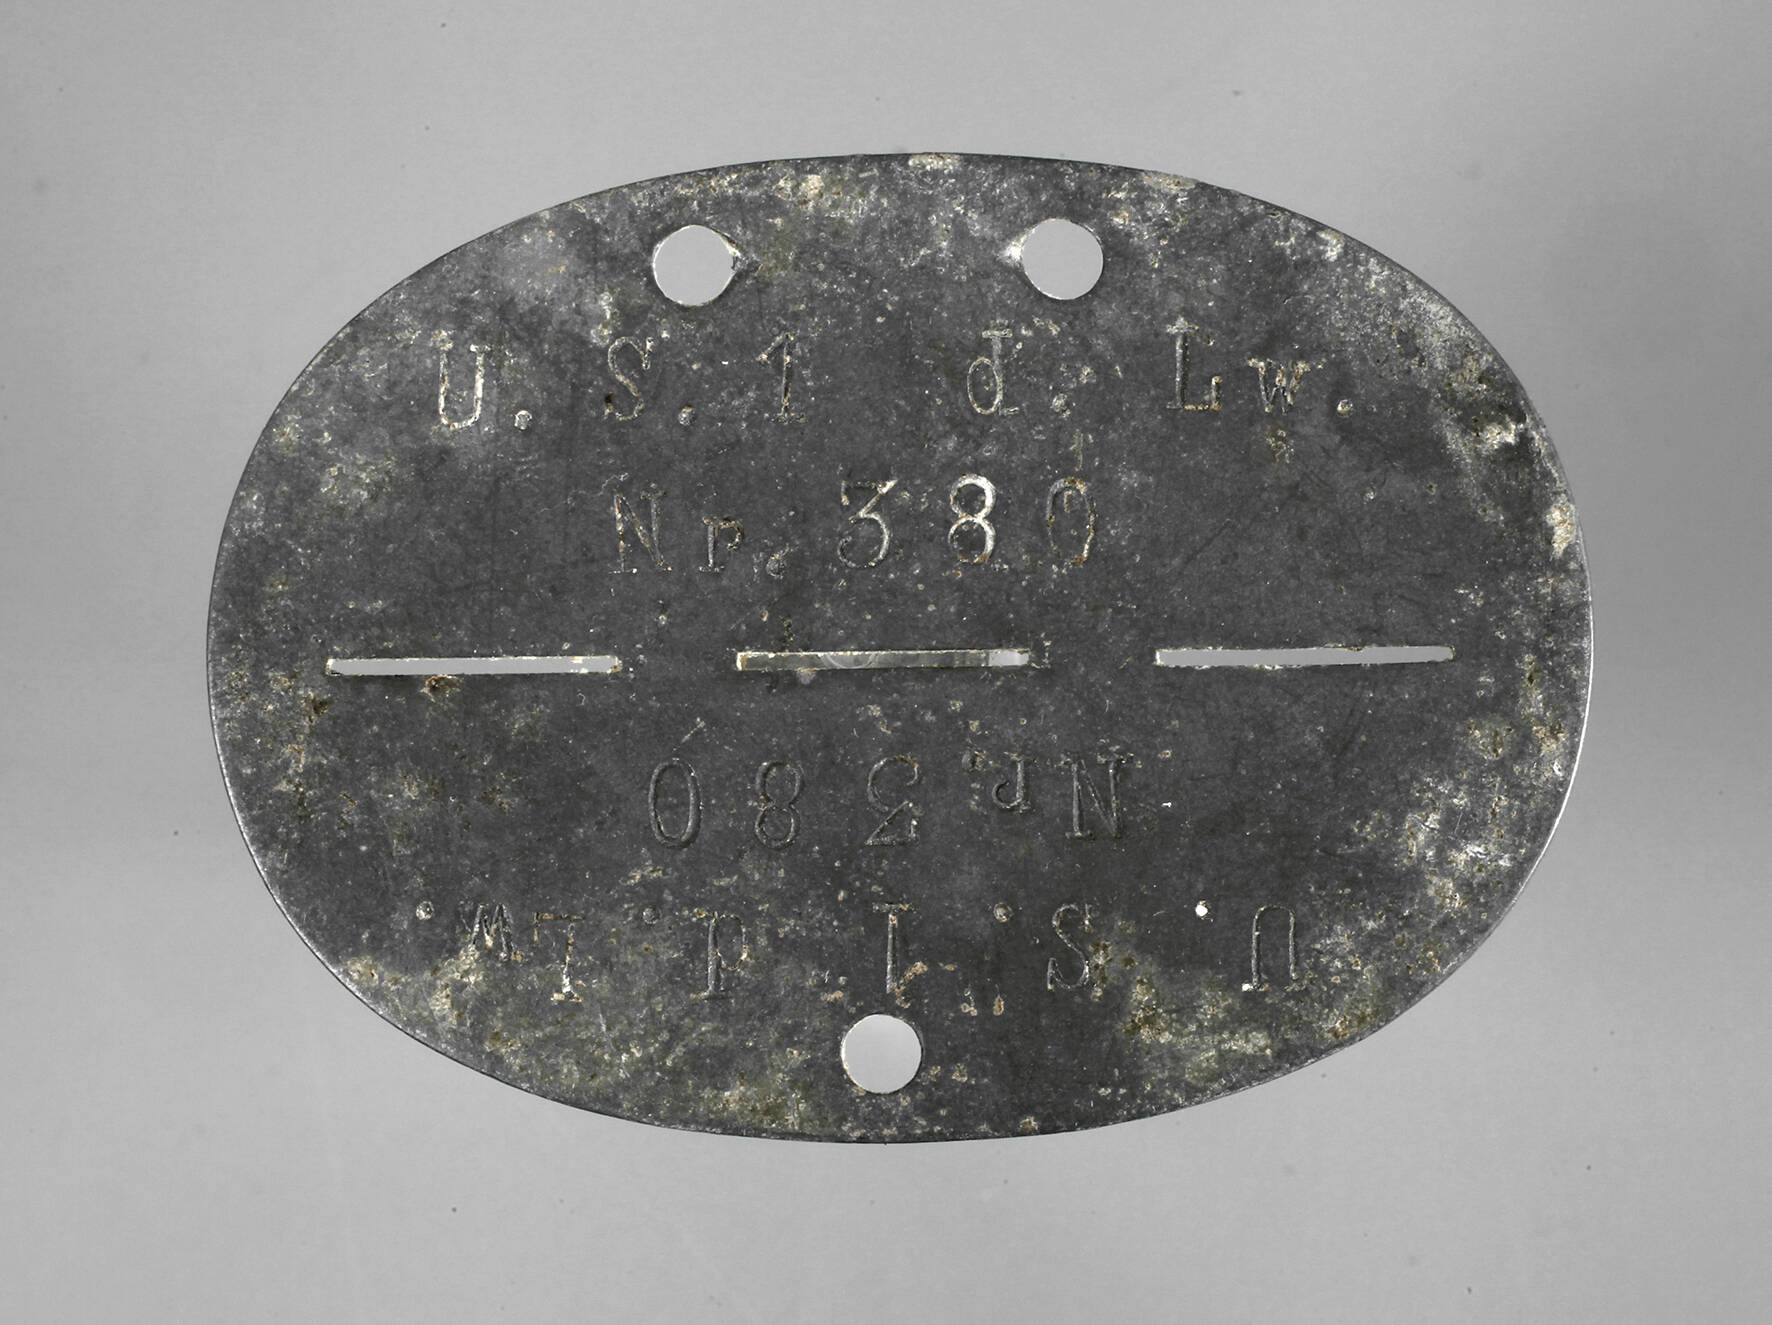 U. S. 1 d. Lw.
Nr. 380
Nr. 380
U. S. 1 d. Lw.